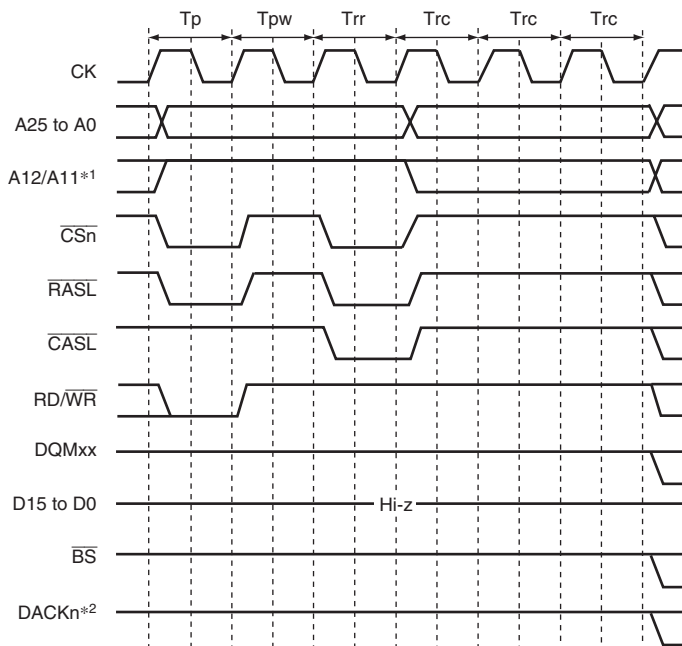 Tp Tpw Trr Trc Trc Trc
CK
A25 to A0
A12/A11*1
CSn
RASL
CASL
RD/WR
DQMxx
D15 to D0 Hi-z
BS
DACKn*2